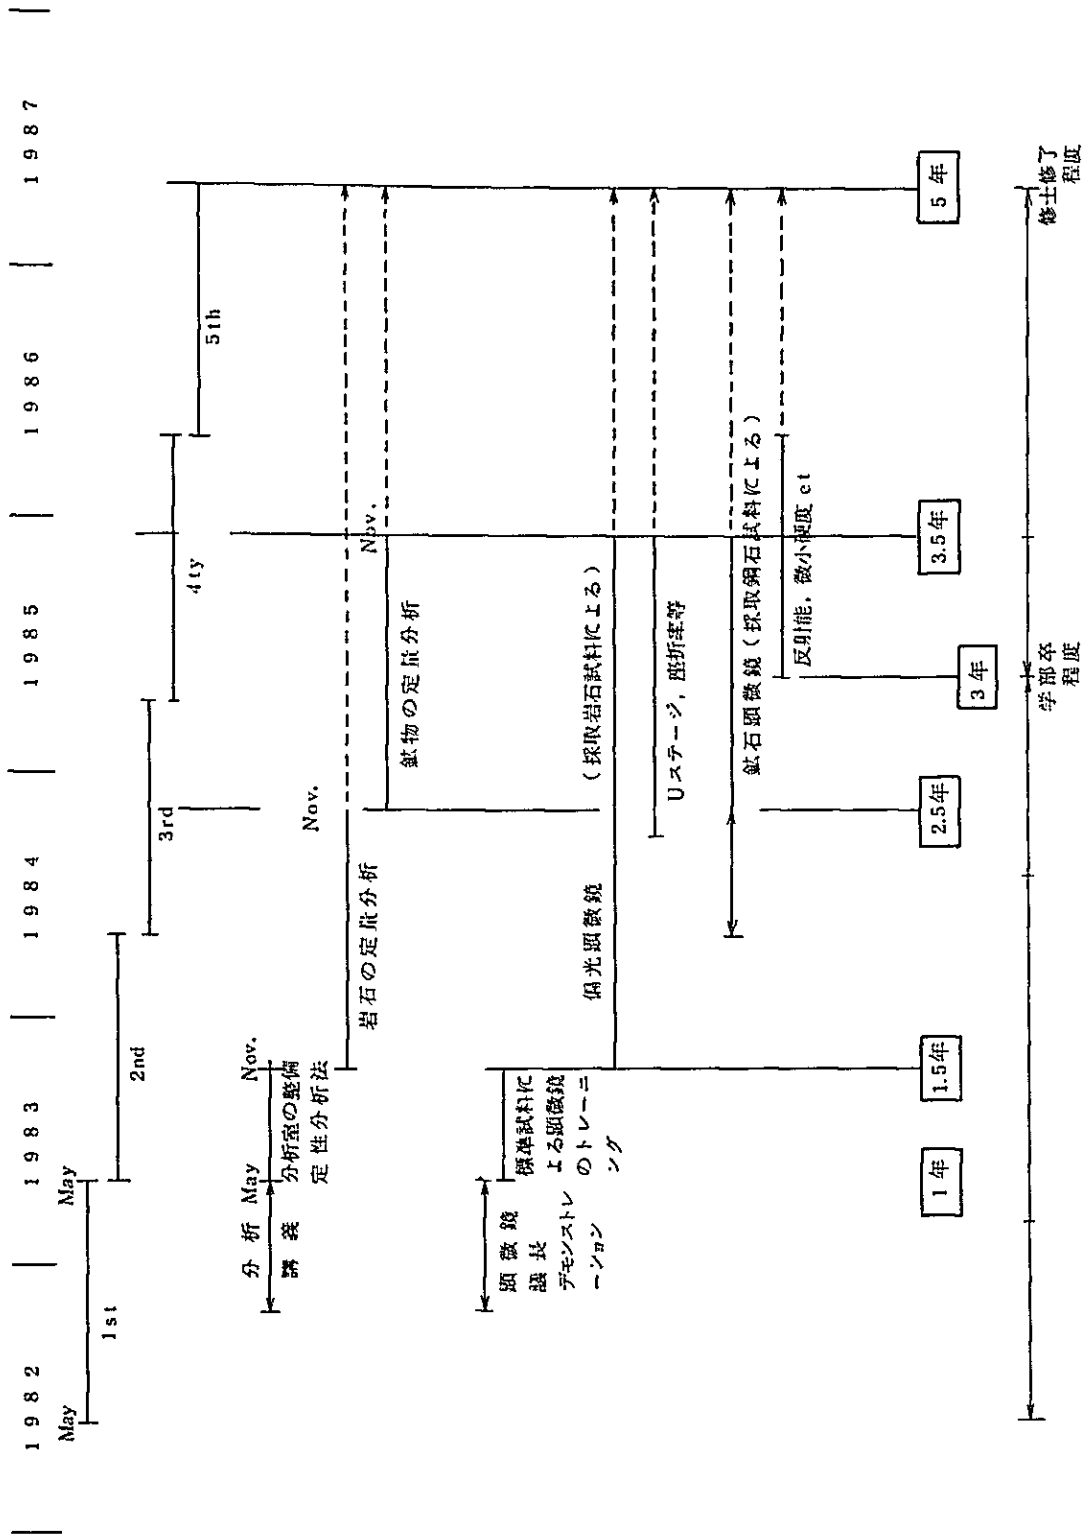 1982 1983 1984 1985 1986 1987
May
May
1st
2nd
3rd
4ty
5th
分析
講義
May
Nov.
分析室の整備
定性分析法
Nov.
岩石の定量分析
Nov.
鉱物の定量分析
顕微鏡
議長
デモンストレ
ーション
標準試料に
よる顕微鏡
のトレーニ
ング
偏光顕微鏡 (採取岩石試料による)
Uステージ, 座折率等
鉱石顕微鏡 (採取鋼石試料による)
反射能, 微小硬度 et
1年
1.5年
2.5年
3年
3.5年
5年
学部卒
程度
修士修了
程度